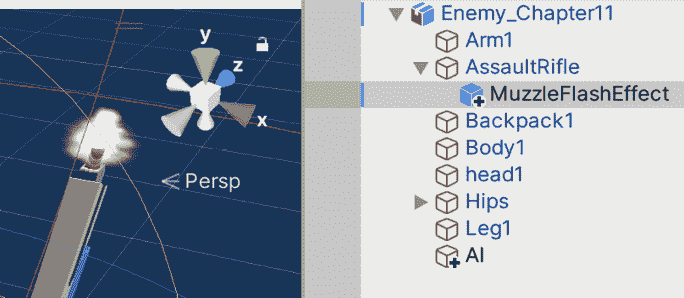 y
z
x
Persp
Enemy_Chapter11
Arm1
AssaultRifle
MuzzleFlashEffect
Backpack1
Body1
head1
Hips
Leg1
AI